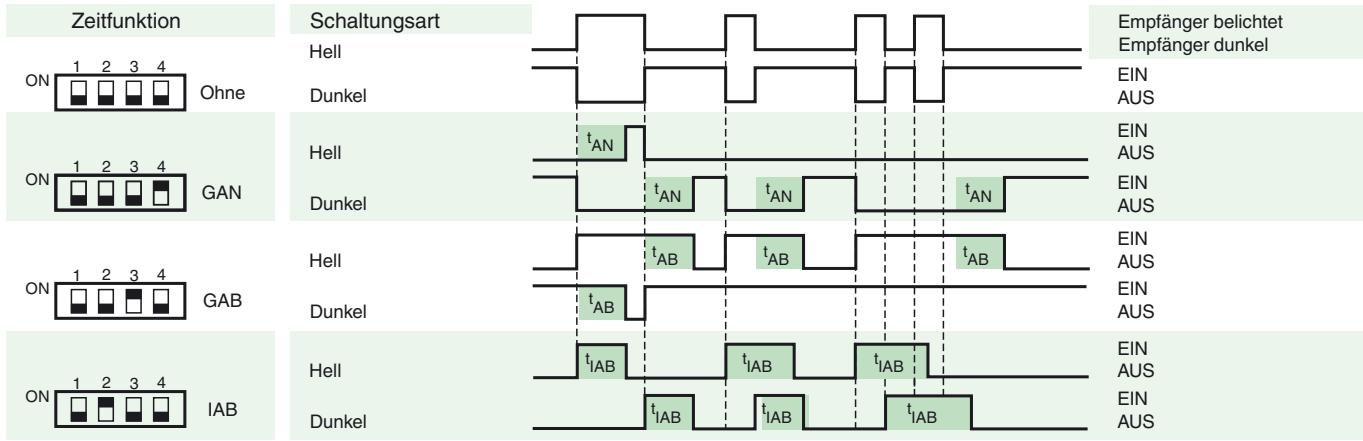 Zeitfunktion Schaltungsart Empfänger belichtet
Hell Empfänger dunkel
1 2 3 4
ON Ohne
Dunkel EIN
AUS
Hell tAN EIN
AUS
1 2 3 4
ON GAN
Dunkel tAN tAN tAN EIN
AUS
Hell tAB tAB tAB EIN
AUS
1 2 3 4
ON GAB
Dunkel tAB EIN
AUS
Hell tIAB tIAB tIAB EIN
AUS
1 2 3 4
ON IAB
Dunkel tIAB tIAB tIAB EIN
AUS